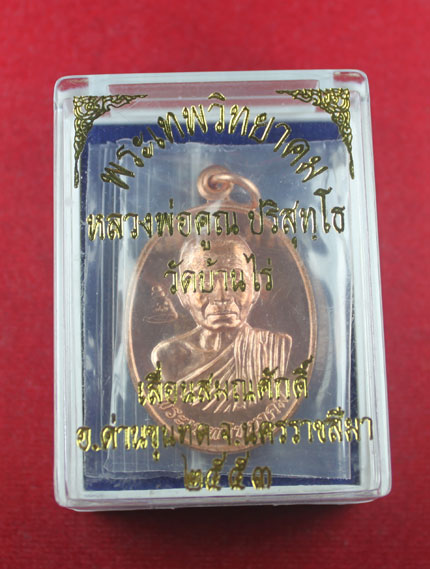 พระเทพวิทยาคม
หลวงพ่อคูณ ปริสุทฺโธ
วัดบ้านไร่
เลื่อนสมณศักดิ์
อ.ด่านขุนทด จ.นครราชสีมา
๒๕๕๓